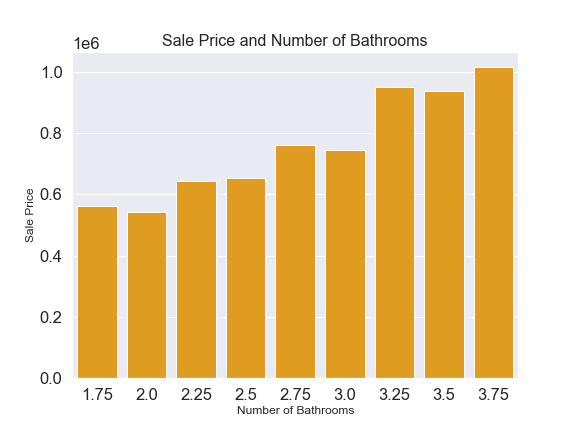 Sale Price and Number of Bathrooms
1e6
1.0
0.8
0.6
0.4
0.2
0.0
Sale Price
1.75 2.0 2.25 2.5 2.75 3.0 3.25 3.5 3.75
Number of Bathrooms